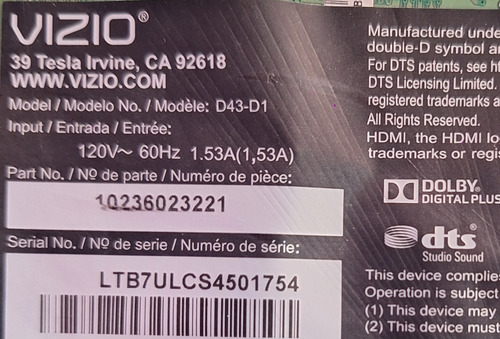 VIZIO®
39 Tesla Irvine, CA 92618
WWW.VIZIO.COM
Model / Modelo No. / Modèle: D43-D1
Input / Entrada / Entrée:
120V~ 60Hz 1.53A(1,53A)
Part No. / Nº de parte / Numéro de pièce:
10236023221
Serial No. / Nº de serie / Numéro de série:
LTB7ULCS4501754
Manufactured unde
double-D symbol a
For DTS patents, see ht
DTS Licensing Limited.
registered trademarks a
All Rights Reserved.
HDMI, the HDMI lo
trademarks or regis
DOLBY®
DIGITAL PLUS
dts®
Studio Sound
This device complie
Operation is subject
(1) This device may
(2) This device must